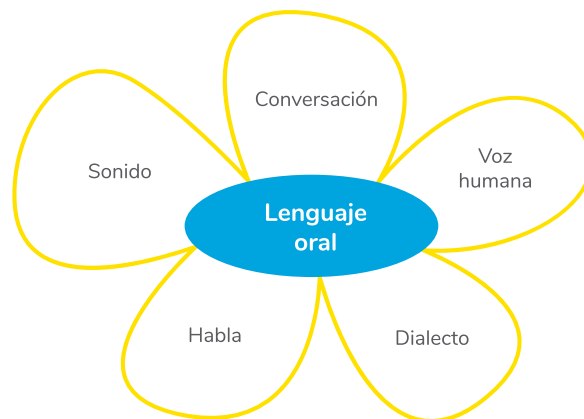 Conversación
Sonido
Voz
humana
Lenguaje
oral
Habla
Dialecto